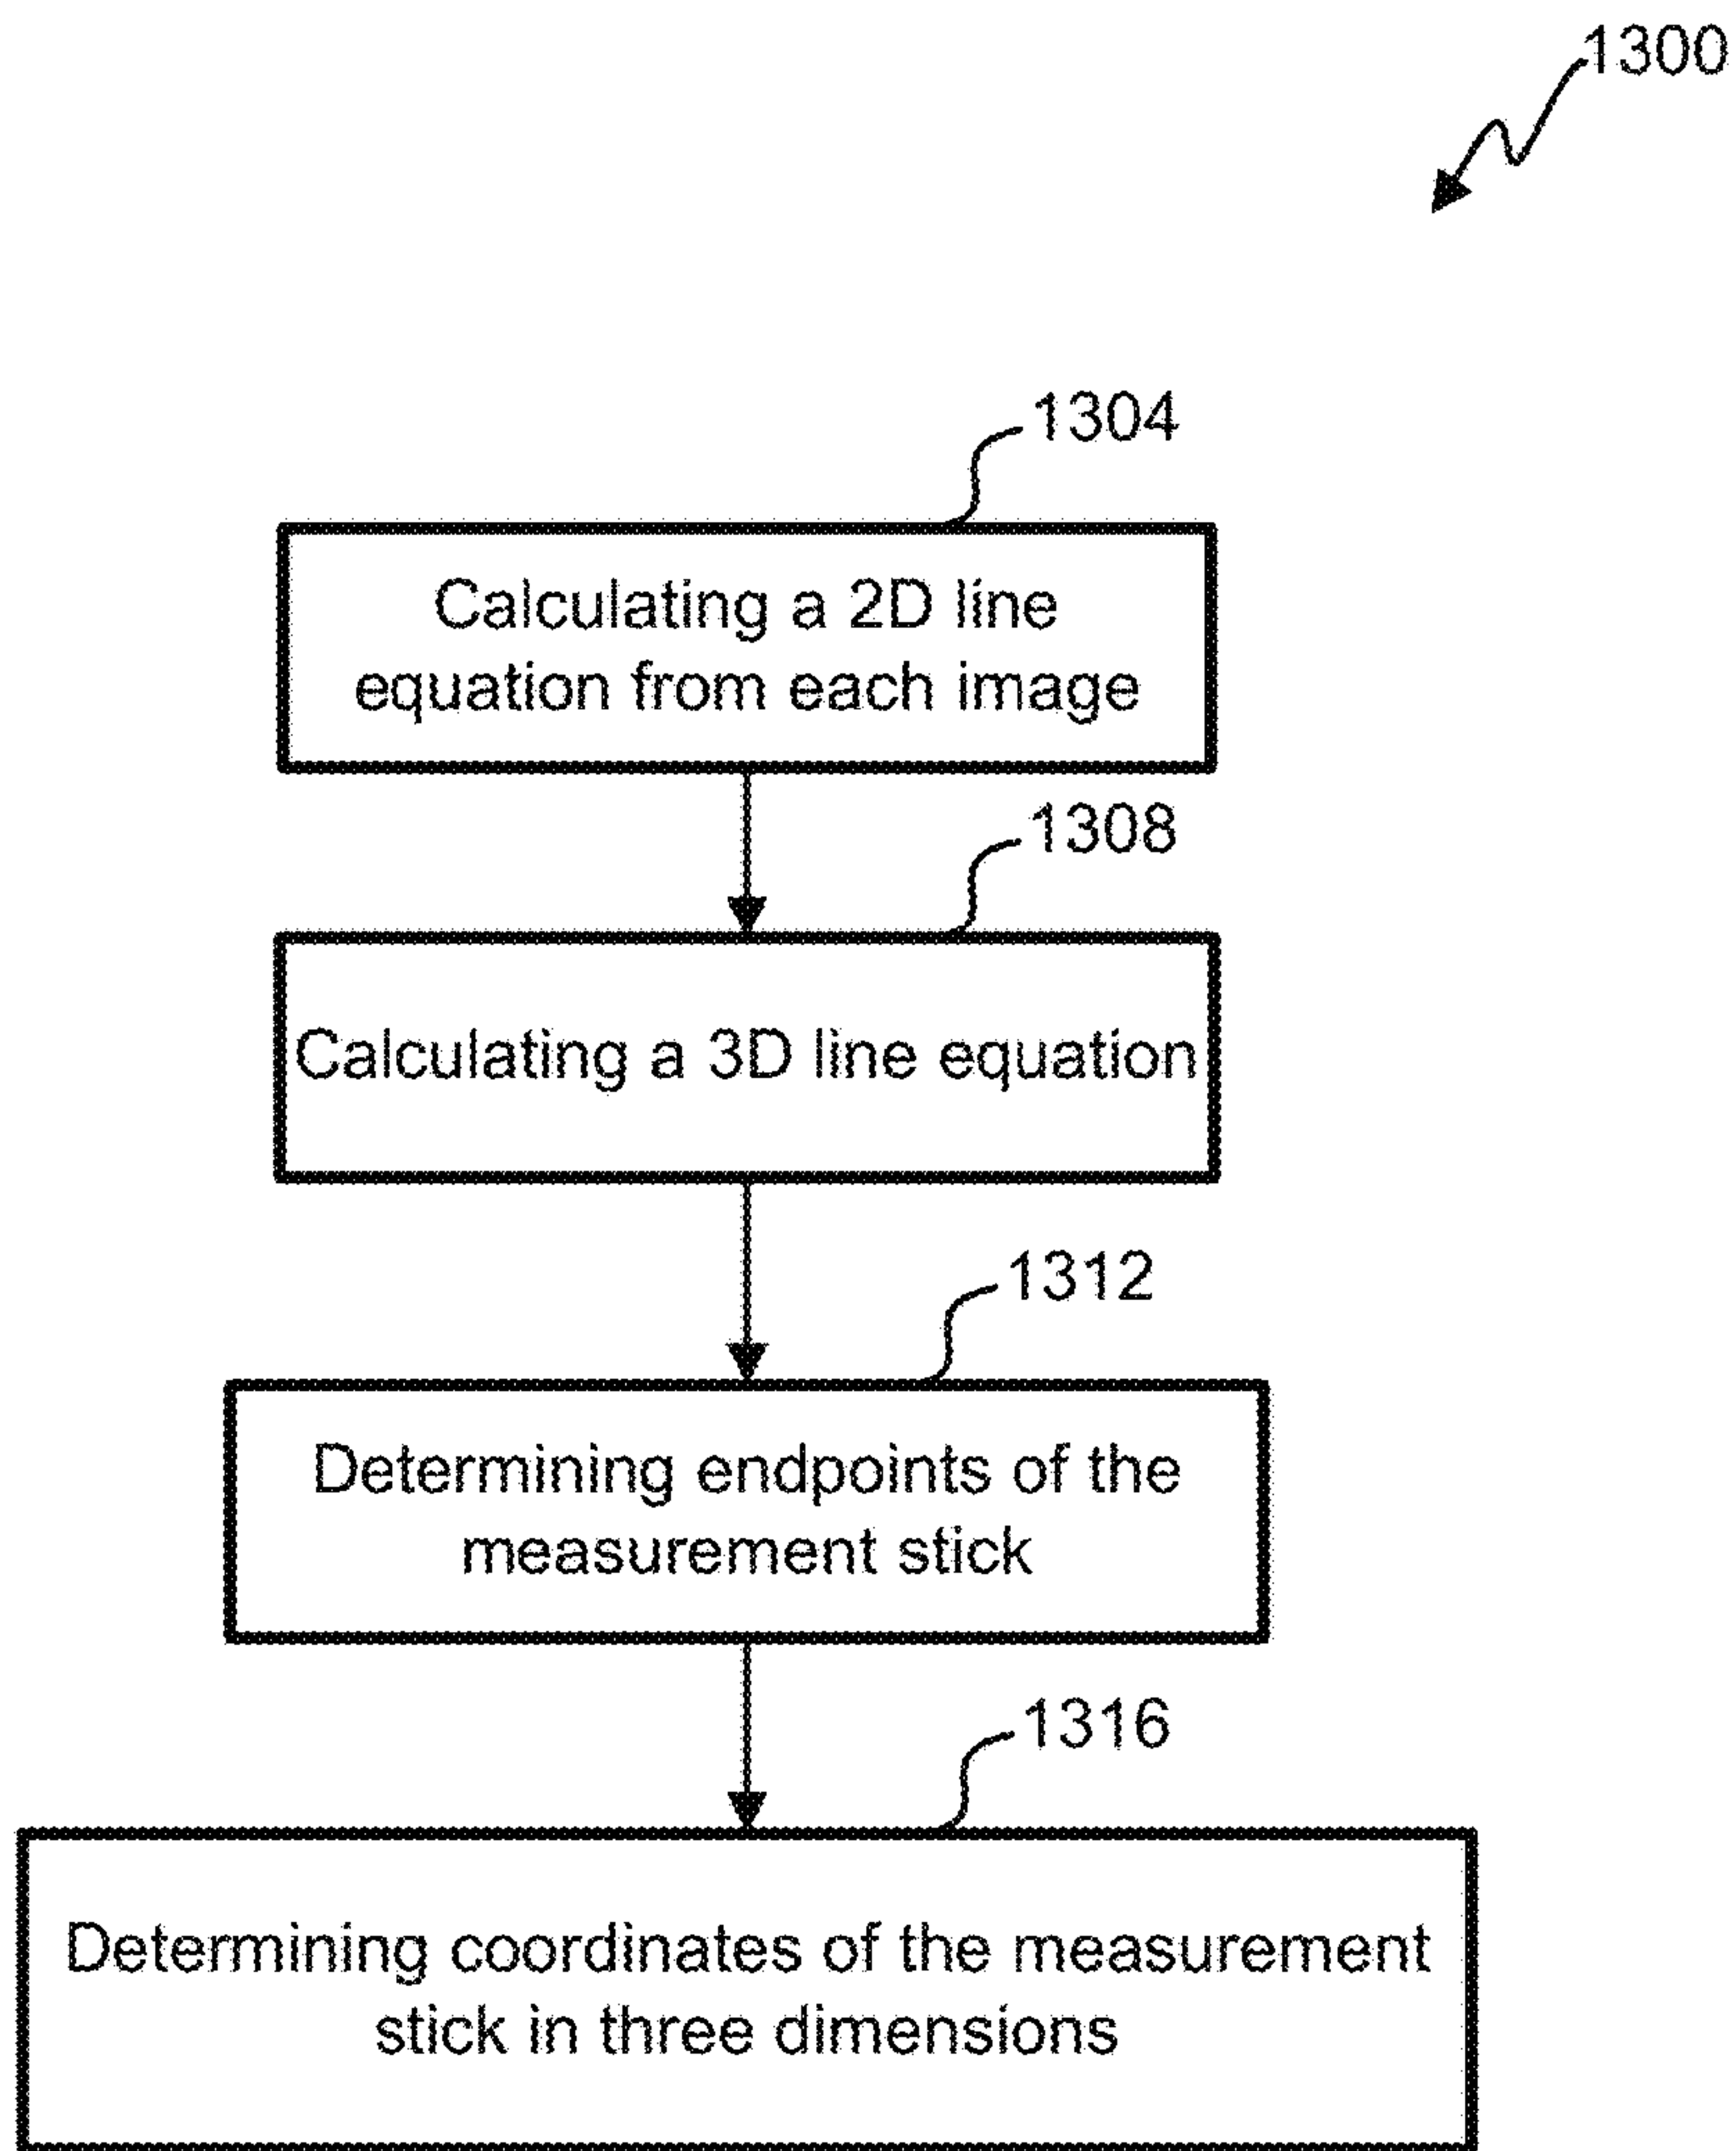 1300
1304
Calculating a 2D line
equation from each image
1308
Calculating a 3D line equation
1312
Determining endpoints of the
measurement stick
1316
Determining coordinates of the measurement
stick in three dimensions